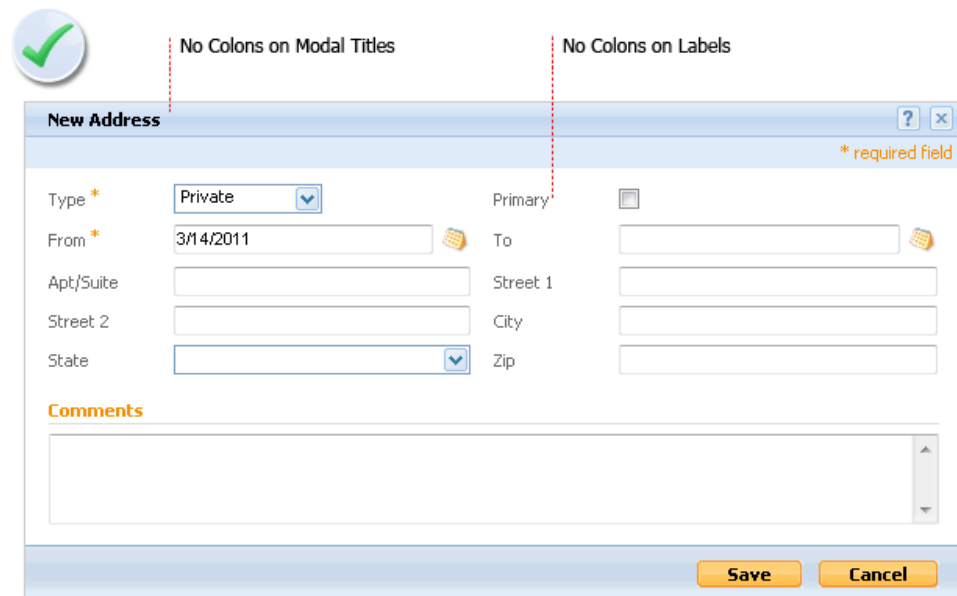 No Colons on Modal Titles No Colons on Labels
New Address ?
* required field
Type * Private Primary
From * 3/14/2011 To
Apt/Suite Street 1
Street 2 City
State Zip
Comments
Save Cancel